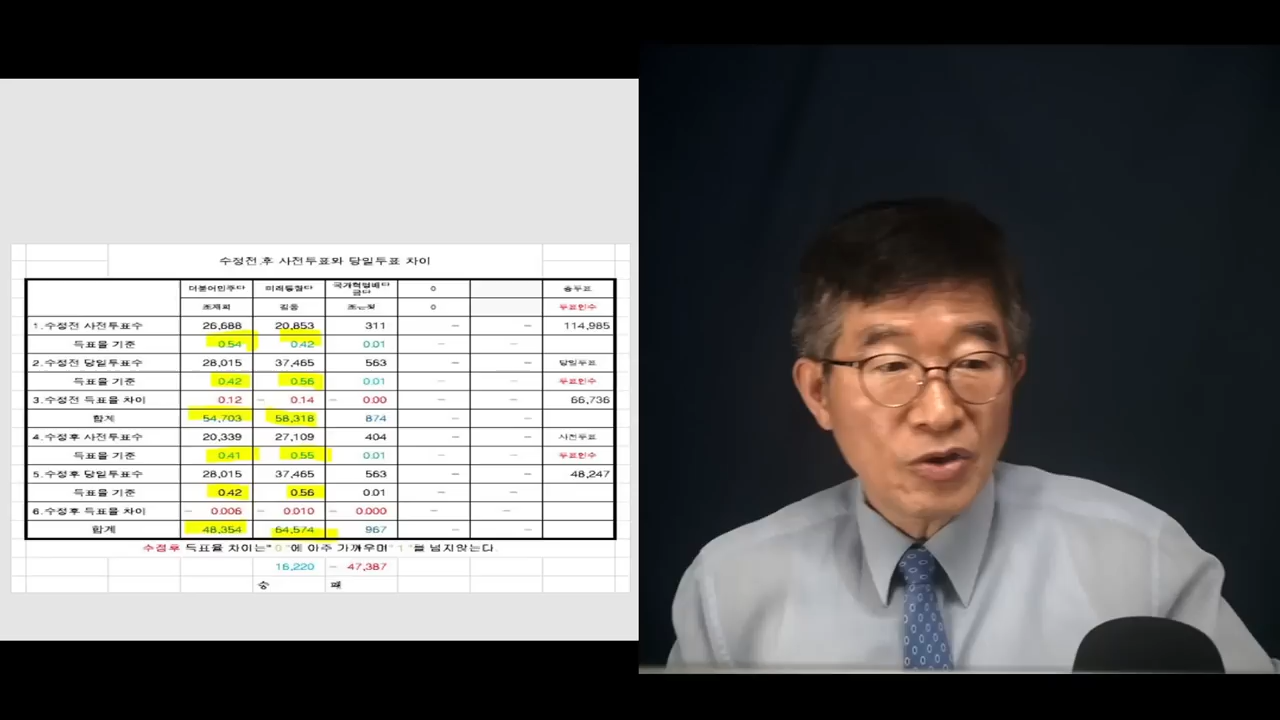 수정전.후 사전투표와 당일투표 차이
더불어민주다 미래통합다 국가혁명배다금다 0 총투표
조재희 김웅 0 투표인수
1.수정전 사전투표수 26,688 20,853 311 - - 114,985
득표율 기준 0.54 0.42 0.01 - -
2.수정전 당일투표수 28,015 37,465 563 - - 당일투표
득표율 기준 0.42 0.56 0.01 - - 투표인수
3.수정전 득표율 차이 0.12 - 0.14 - 0.00 - - 66,736
합계 54,703 58,318 874 - -
4.수정후 사전투표수 20,339 27,109 404 - - 사전투표
득표율 기준 0.41 0.55 0.01 - - 투표인수
5.수정후 당일투표수 28,015 37,465 563 - - 48,247
득표율 기준 0.42 0.56 0.01 - -
6.수정후 득표율 차이 - 0.006 - 0.010 - 0.000 - -
합계 48,354 64,574 967 - -
수정후 득표율 차이는" 0 "에 아주 가까우며" 1 "를 넘지않는다.
16,220 - 47,387
승 패